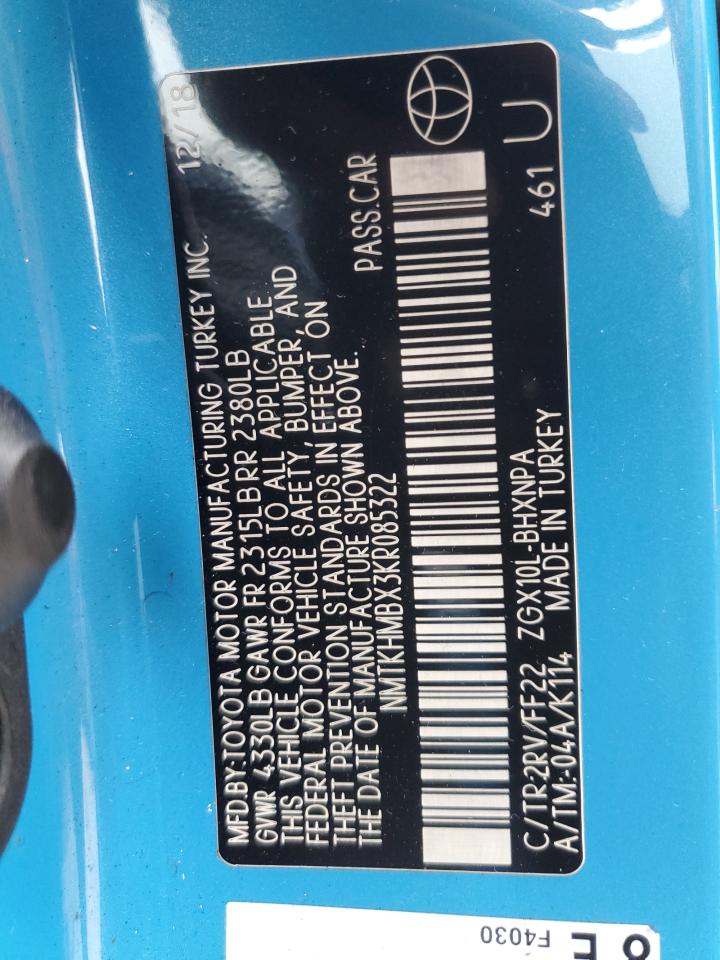 MFD.BY:TOYOTA MOTOR MANUFACTURING TURKEY INC. 12/18
GVWR 4330LB GAWR FR 2315LB RR 2380LB
THIS VEHICLE CONFORMS TO ALL APPLICABLE
FEDERAL MOTOR VEHICLE SAFETY, BUMPER, AND
THEFT PREVENTION STANDARDS IN EFFECT ON
THE DATE OF MANUFACTURE SHOWN ABOVE.
NMTKHMBX3KR085322 PASS.CAR
C/TR:2RV/FF22 ZGX10L-BHXNPA 461 U
A/TM:-04A/K114 MADE IN TURKEY
F4030